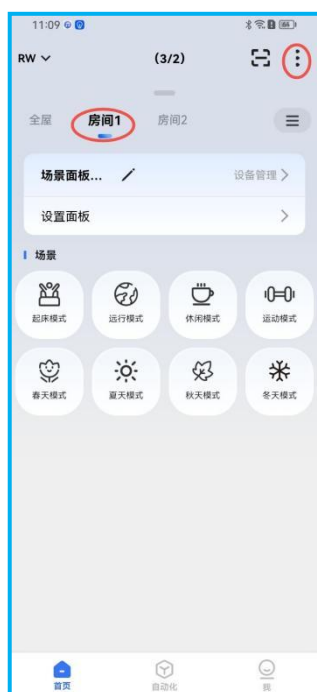 11:09
RW
(3/2)
全屋 房间1 房间2
场景面板... 设备管理
设置面板
场景
起床模式 远行模式 休闲模式 运动模式
春天模式 夏天模式 秋天模式 冬天模式
首页 自动化 我